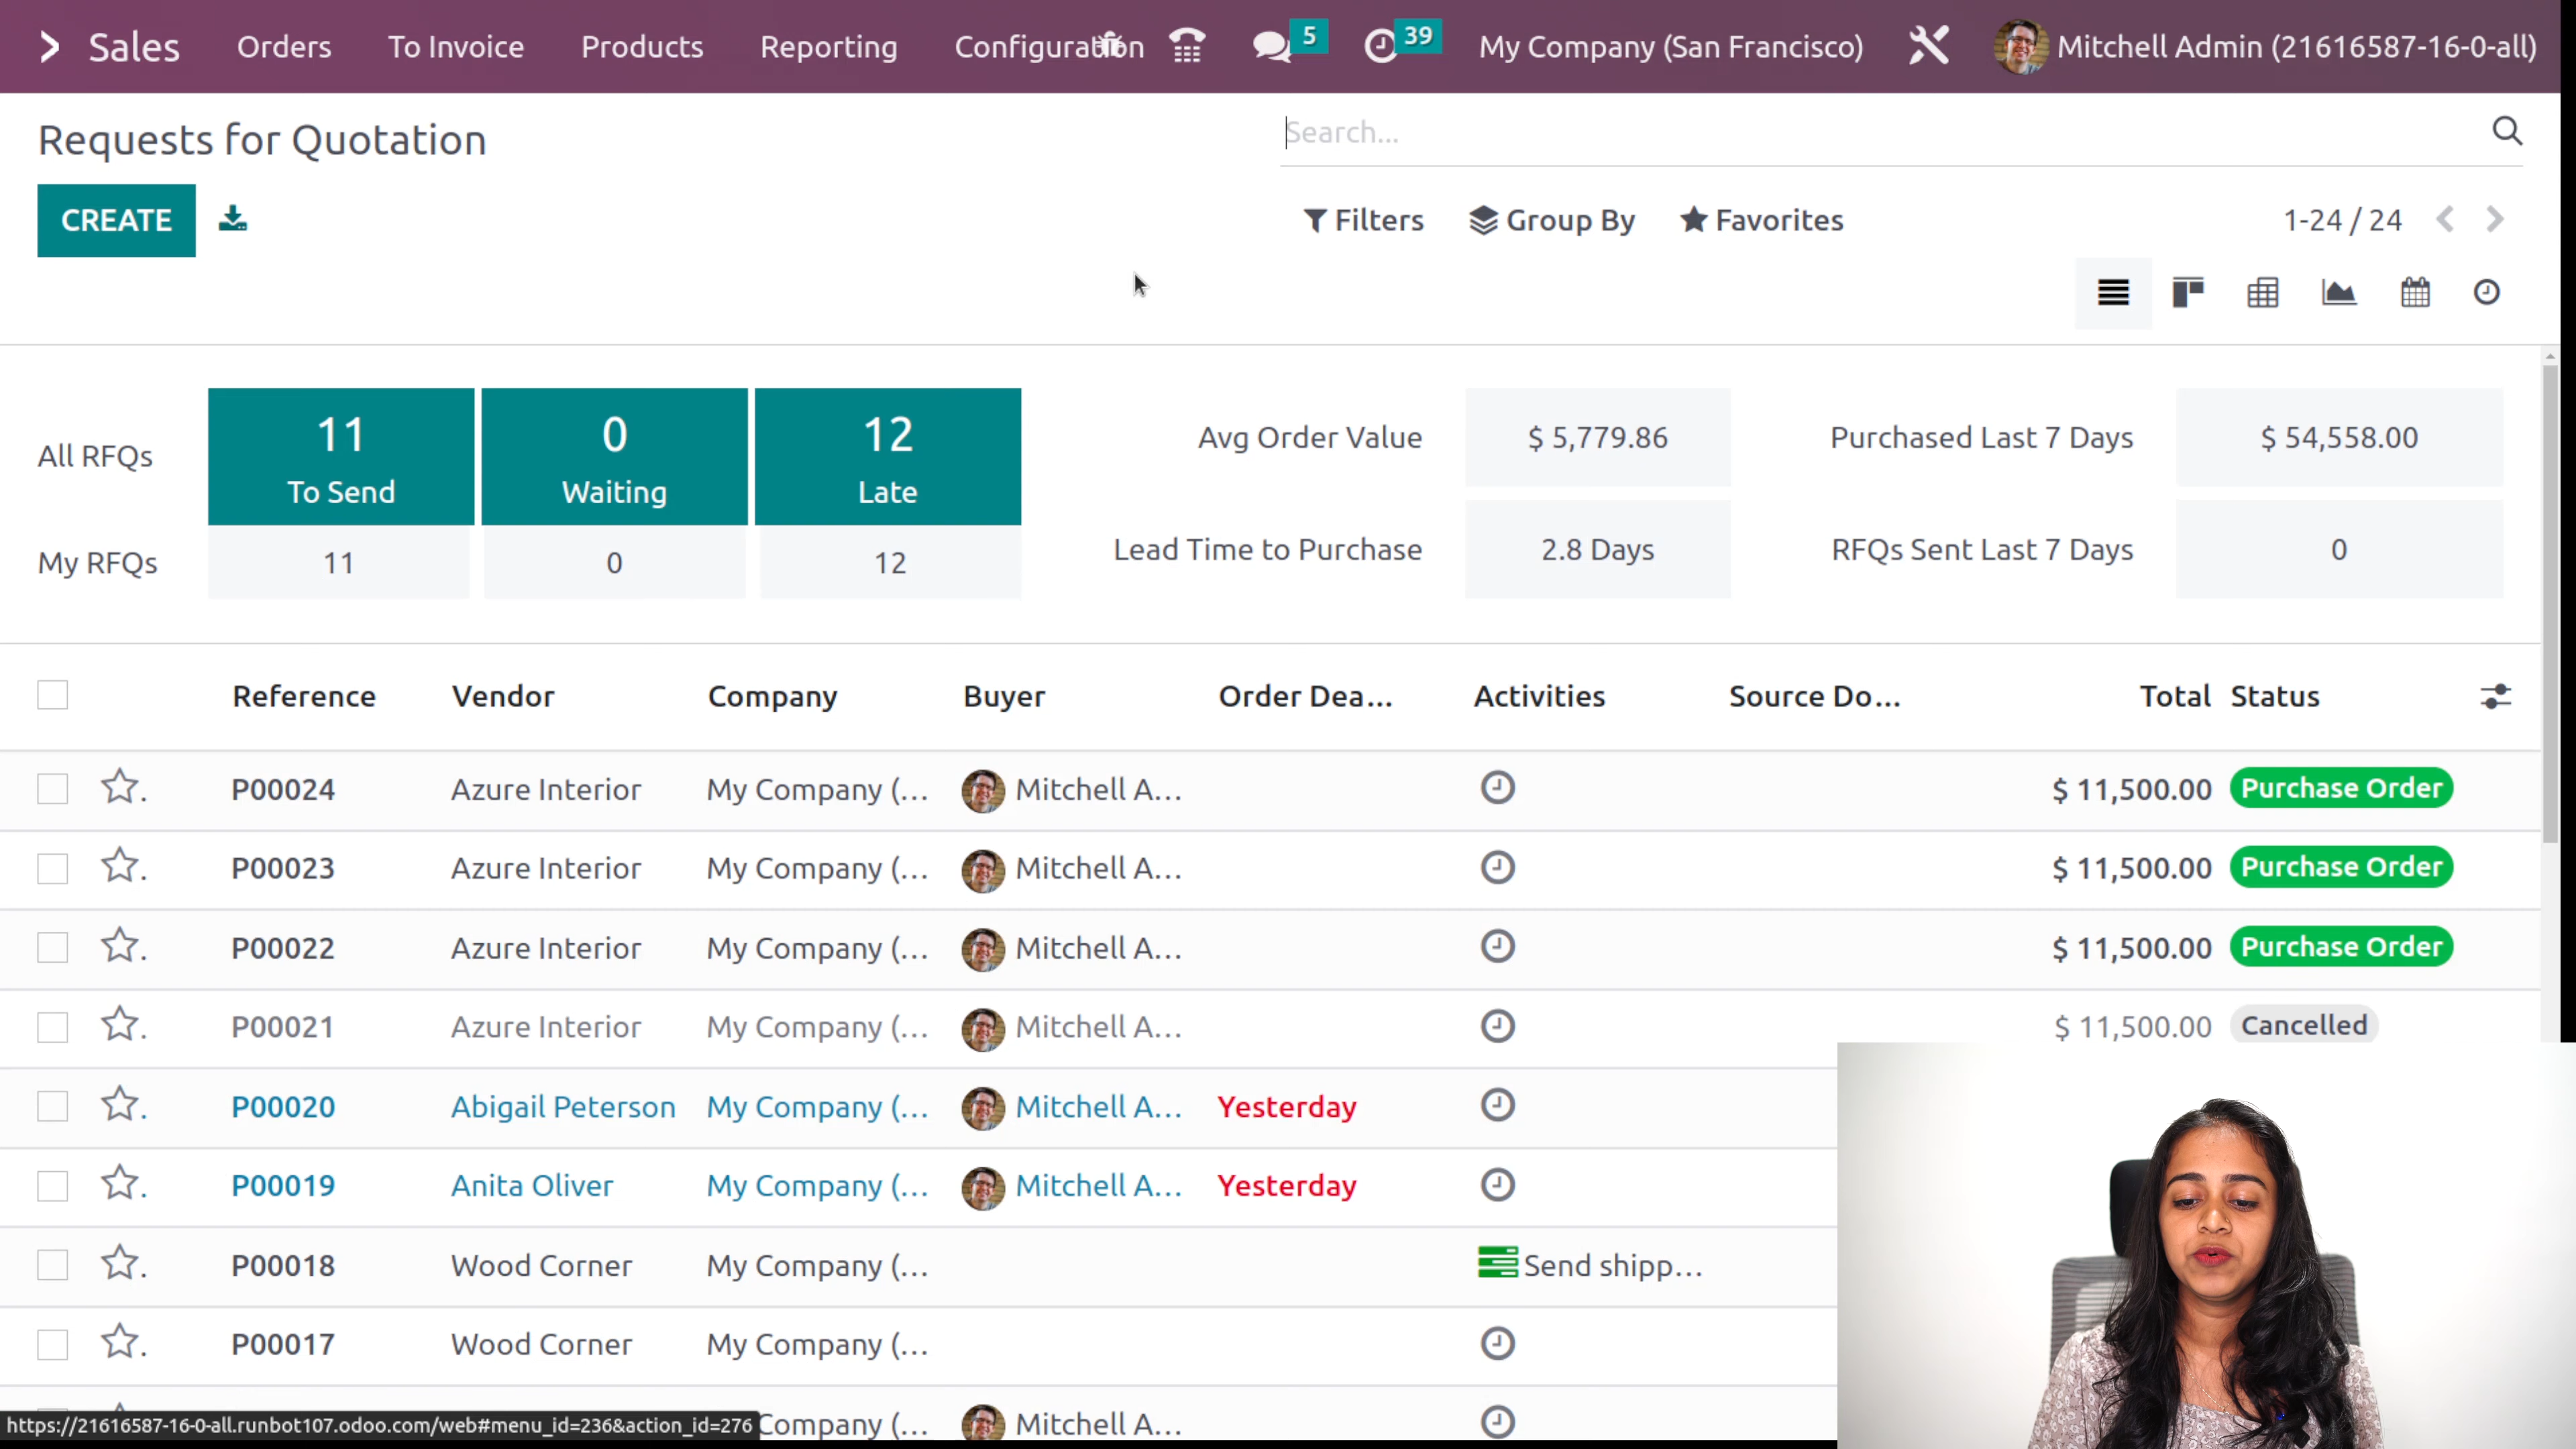 Sales Orders To Invoice Products Reporting Configuration 5 39 My Company (San Francisco) Mitchell Admin (21616587-16-0-all)
Requests for Quotation Search...
CREATE Filters Group By Favorites 1-24 / 24
All RFQs 11 To Send 0 Waiting 12 Late Avg Order Value $ 5,779.86 Purchased Last 7 Days $ 54,558.00
My RFQs 11 0 12 Lead Time to Purchase 2.8 Days RFQs Sent Last 7 Days 0
Reference Vendor Company Buyer Order Dea... Activities Source Do... Total Status
P00024 Azure Interior My Company (... Mitchell A... $ 11,500.00 Purchase Order
P00023 Azure Interior My Company (... Mitchell A... $ 11,500.00 Purchase Order
P00022 Azure Interior My Company (... Mitchell A... $ 11,500.00 Purchase Order
P00021 Azure Interior My Company (... Mitchell A... $ 11,500.00 Cancelled
P00020 Abigail Peterson My Company (... Mitchell A... Yesterday
P00019 Anita Oliver My Company (... Mitchell A... Yesterday
P00018 Wood Corner My Company (... Send shipp...
P00017 Wood Corner My Company (...
https://21616587-16-0-all.runbot107.odoo.com/web#menu_id=236&action_id=276 Company (... Mitchell A...